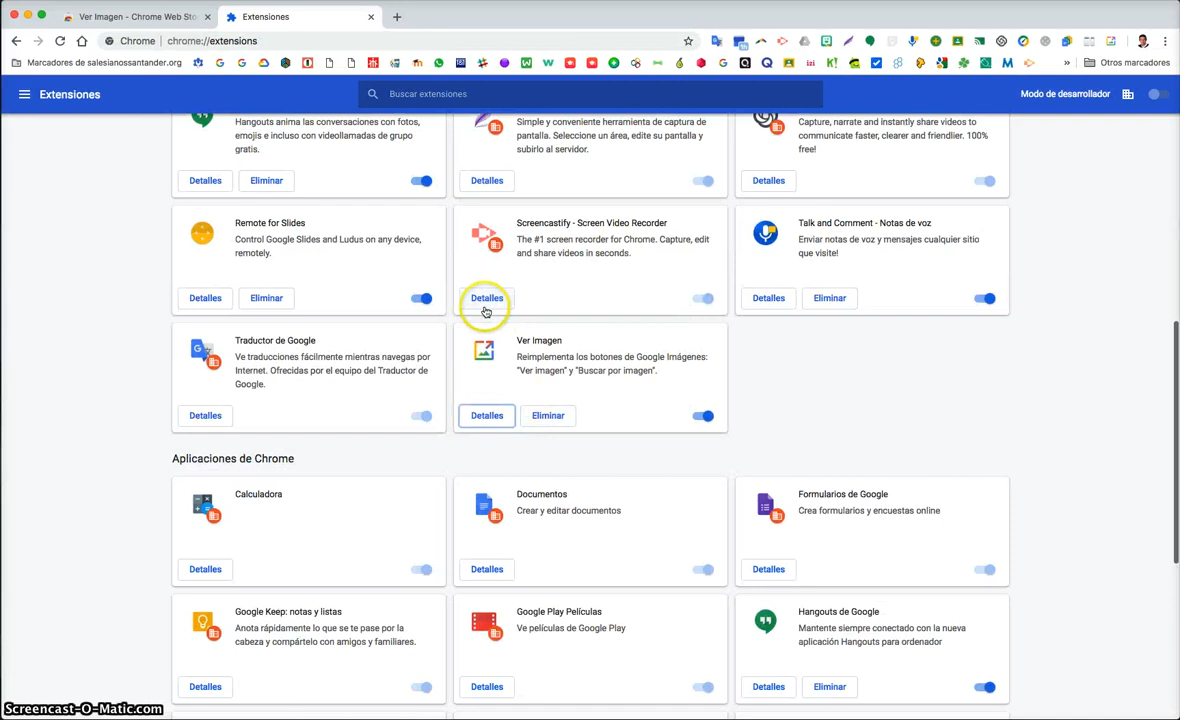 Ver Imagen - Chrome Web Sto
Extensiones
Chrome
chrome://extensions
Marcadores de salesianossantander.org
Otros marcadores
Extensiones
Buscar extensiones
Modo de desarrollador
Hangouts anima las conversaciones con fotos,
emojis e incluso con videollamadas de grupo
gratis.
Detalles
Eliminar
Simple y conveniente herramienta de captura de
pantalla. Seleccione un área, edite su pantalla y
subirlo al servidor.
Detalles
Capture, narrate and instantly share videos to
communicate faster, clearer and friendlier. 100%
free!
Detalles
Remote for Slides
Control Google Slides and Ludus on any device,
remotely.
Detalles
Eliminar
Screencastify - Screen Video Recorder
The #1 screen recorder for Chrome. Capture, edit
and share videos in seconds.
Detalles
Talk and Comment - Notas de voz
Enviar notas de voz y mensajes cualquier sitio
que visite!
Detalles
Eliminar
Traductor de Google
Ve traducciones fácilmente mientras navegas por
Internet. Ofrecidas por el equipo del Traductor de
Google.
Detalles
Ver Imagen
Reimplementa los botones de Google Imágenes:
"Ver imagen" y "Buscar por imagen".
Detalles
Eliminar
Aplicaciones de Chrome
Calculadora
Detalles
Documentos
Crear y editar documentos
Detalles
Formularios de Google
Crea formularios y encuestas online
Detalles
Google Keep: notas y listas
Anota rápidamente lo que se te pase por la
cabeza y compártelo con amigos y familiares.
Detalles
Google Play Películas
Ve películas de Google Play
Detalles
Hangouts de Google
Mantente siempre conectado con la nueva
aplicación Hangouts para ordenador
Detalles
Eliminar
Screencast-O-Matic.com